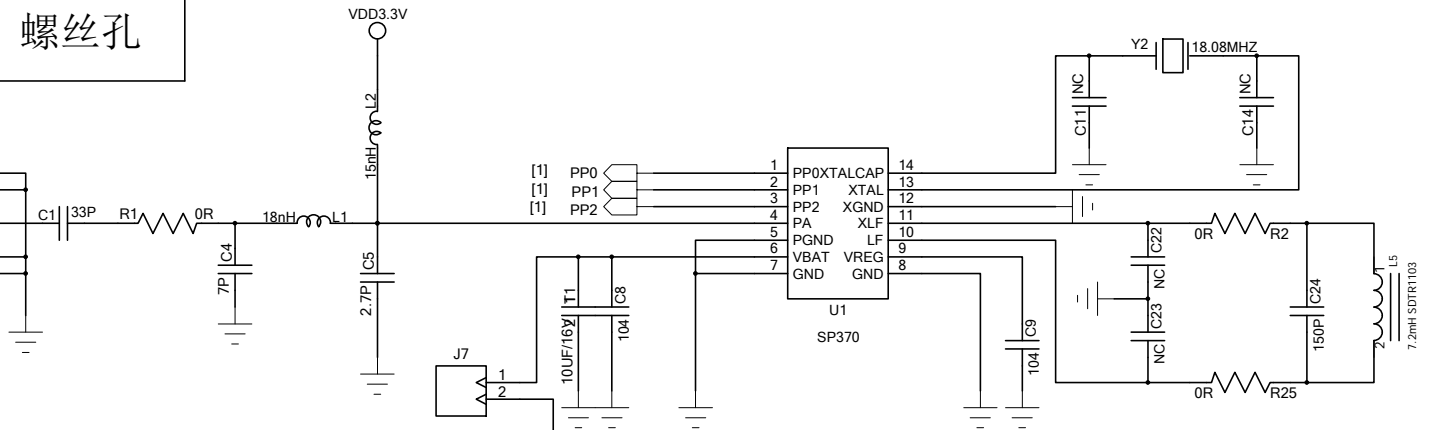 螺丝孔
VDD3.3V
L2
15nH
C1
33P
R1
0R
18nH
L1
C4
7P
C5
2.7P
[1] PP0
[1] PP1
[1] PP2
1
2
3
4
5
6
7
PP0XTALCAP
PP1 XTAL
PP2 XGND
PA XLF
PGND LF
VBAT VREG
GND GND
14
13
12
11
10
9
8
U1
SP370
T1
1
2
10UF/16V
C8
104
J7
1
2
C9
104
Y2
18.08MHZ
C11 NC
C14 NC
C22
NC
C23
NC
0R R2
0R R25
C24
150P
L5
1
2
7.2mH SDTR1103